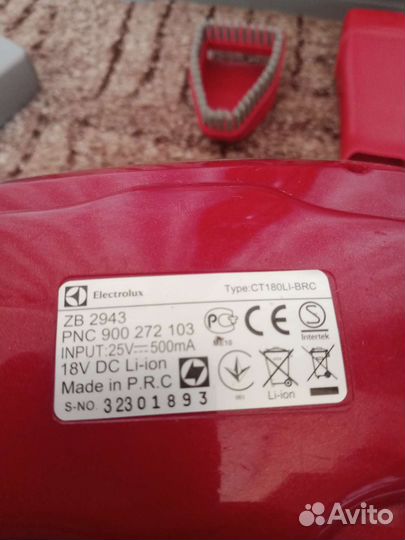 Electrolux
Type:CT180LI-BRC
ZB 2943
PNC 900 272 103
INPUT:25V⎓500mA
18V DC Li-ion
Made in P.R.C
S-NO. 32301893
CE
S
Intertek
Li-ion
Avito